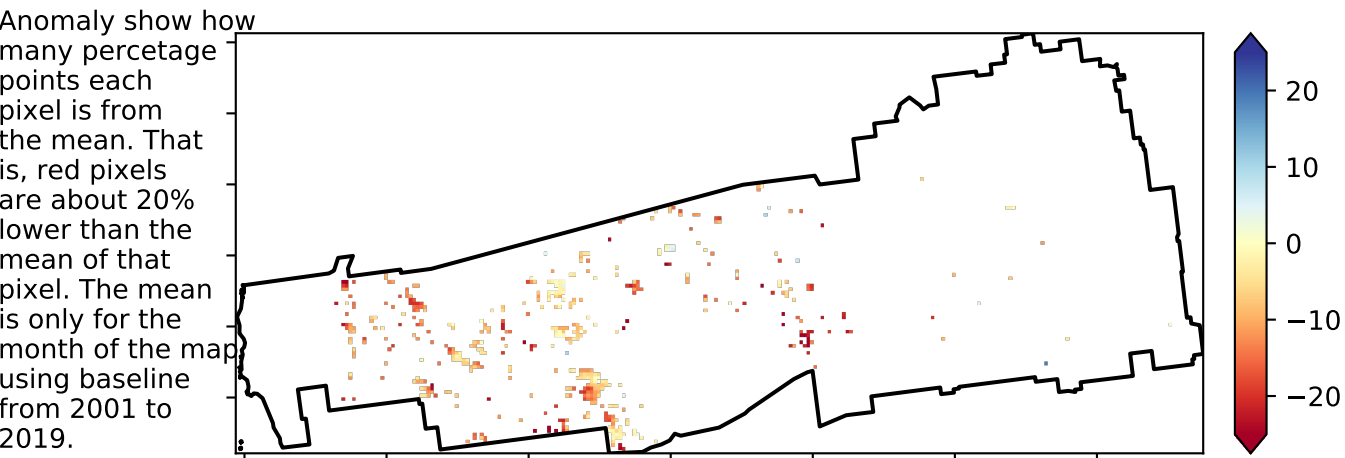 Anomaly show how
many percetage
points each
pixel is from
the mean. That
is, red pixels
are about 20%
lower than the
mean of that
pixel. The mean
is only for the
month of the map
using baseline
from 2001 to
2019.
20
10
0
−10
−20